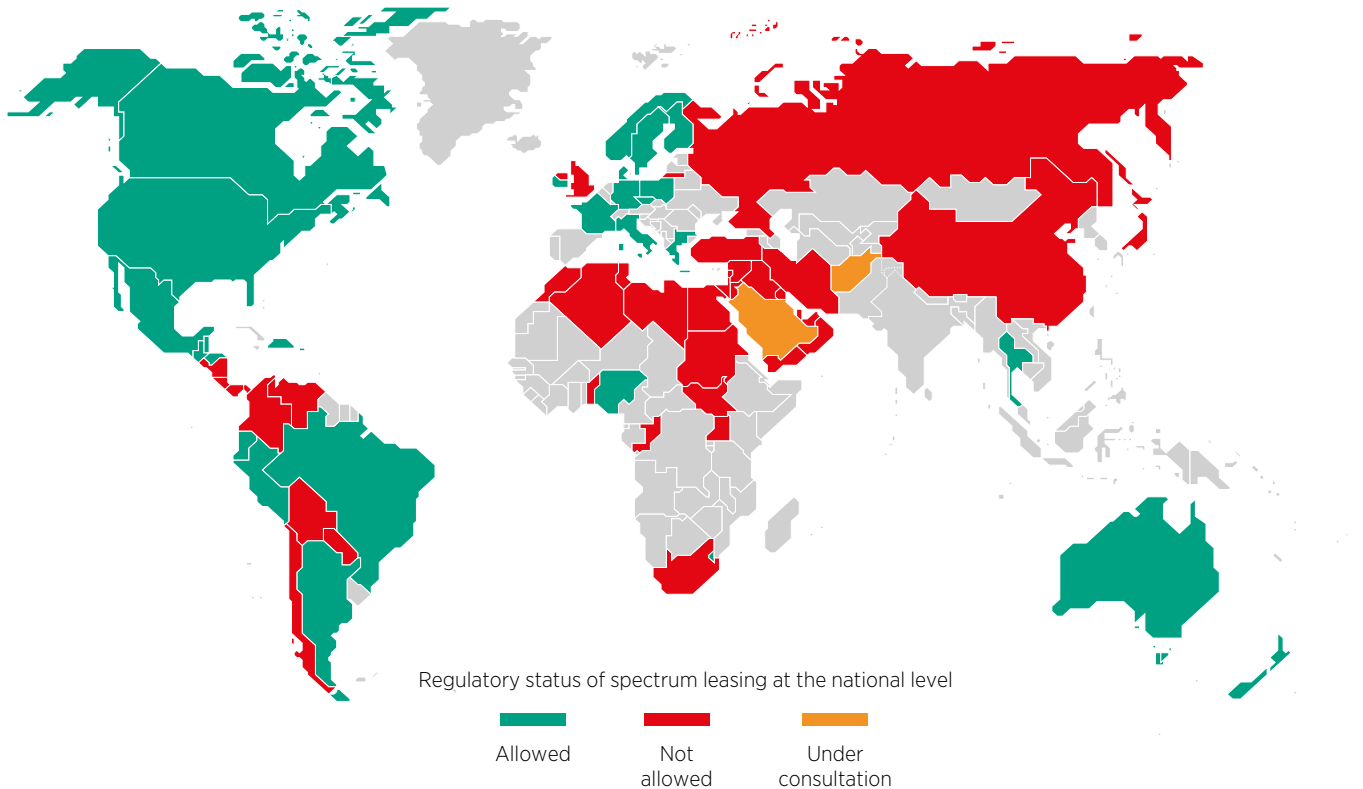 Regulatory status of spectrum leasing at the national level
Allowed
Not
allowed
Under
consultation